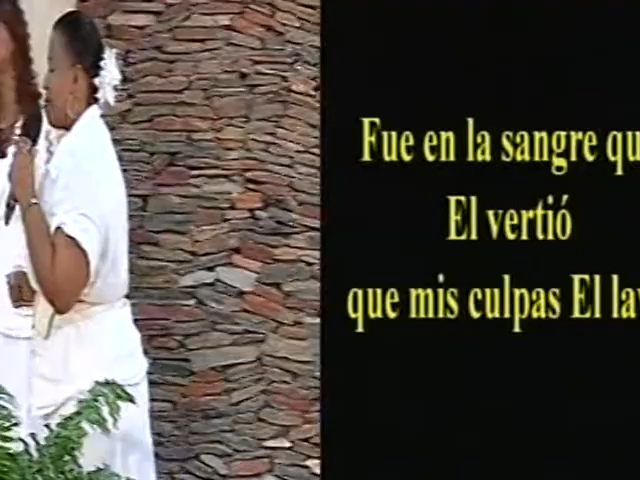 Fue en la sangre qu
El vertió
que mis culpas El lav